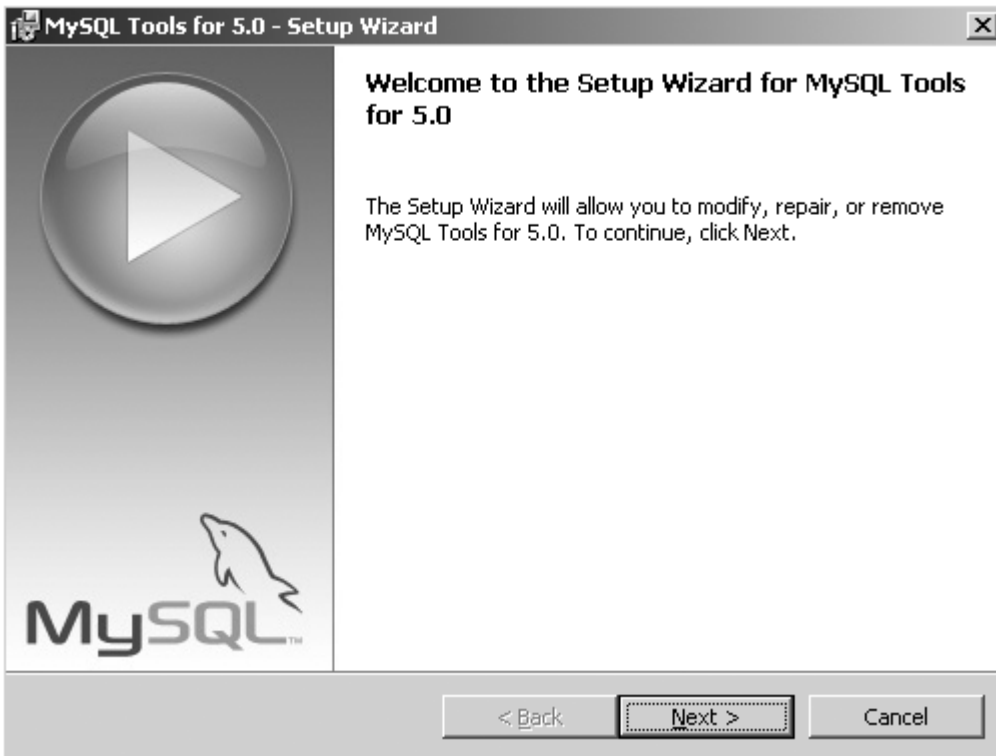 MySQL Tools for 5.0 - Setup Wizard
Welcome to the Setup Wizard for MySQL Tools
for 5.0
The Setup Wizard will allow you to modify, repair, or remove
MySQL Tools for 5.0. To continue, click Next.
MySQL™
< Back
Next >
Cancel